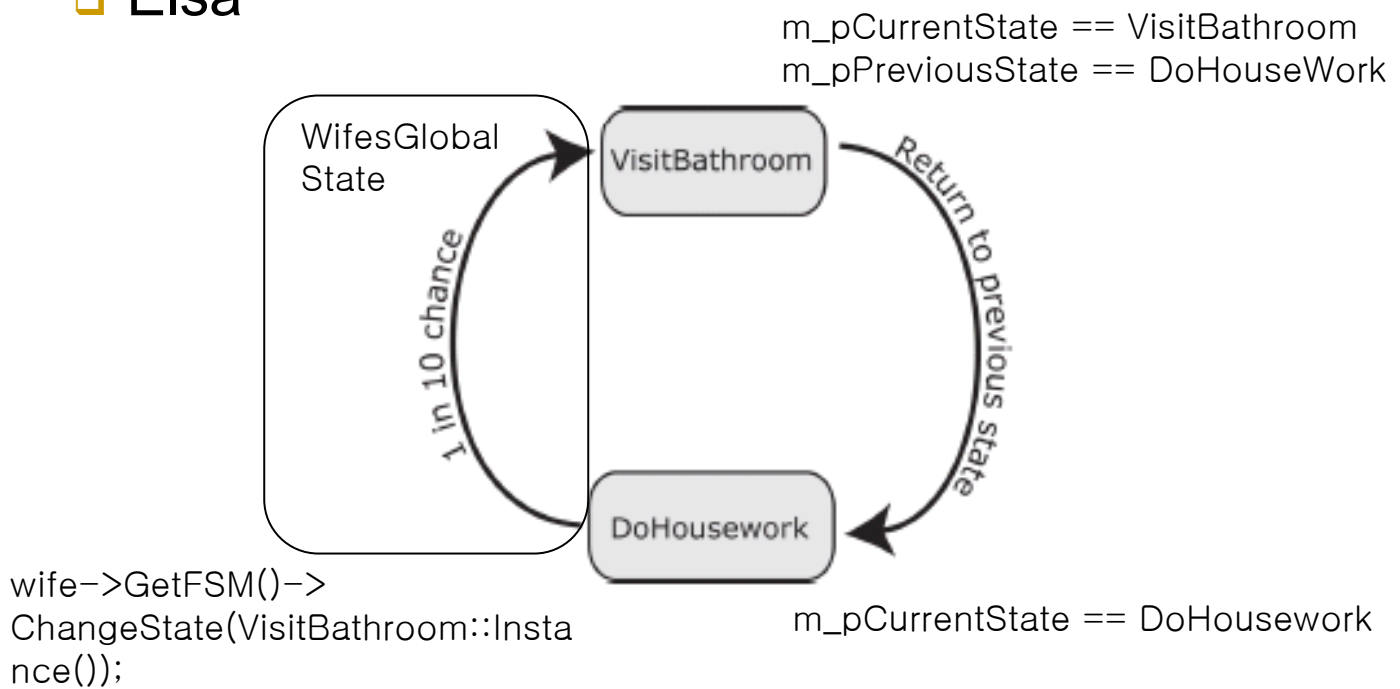 Elsa
m_pCurrentState == VisitBathroom
m_pPreviousState == DoHouseWork
WifesGlobal
State
VisitBathroom
Return to previous state
1 in 10 chance
DoHousework
wife->GetFSM()->
ChangeState(VisitBathroom::Insta
nce());
m_pCurrentState == DoHousework